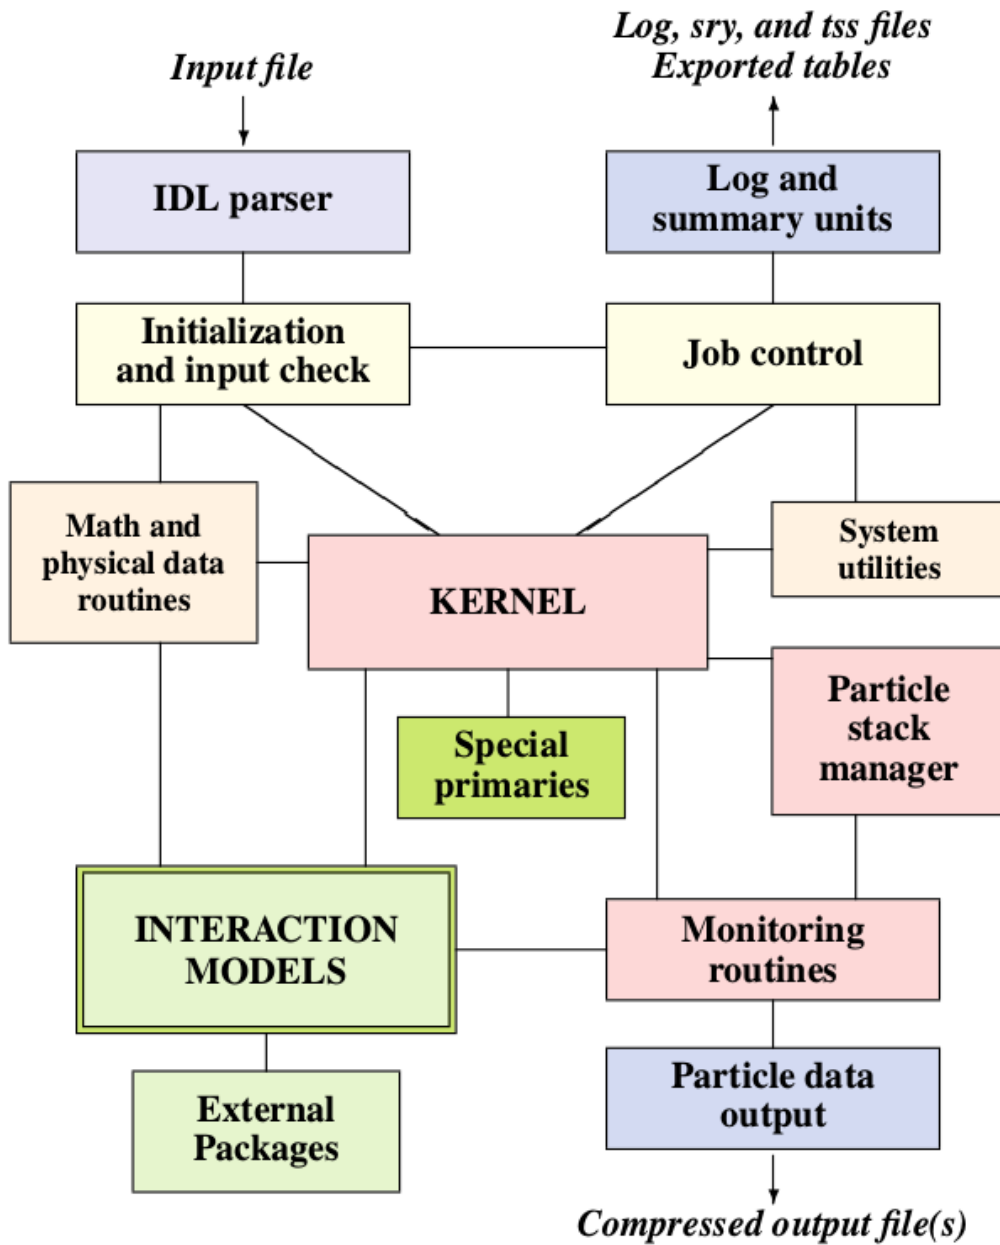 Log, sry, and tss files
Exported tables
Input file
IDL parser
Log and
summary units
Initialization
and input check
Job control
Math and
physical data
routines
System
utilities
KERNEL
Particle
stack
manager
Special
primaries
INTERACTION
MODELS
Monitoring
routines
External
Packages
Particle data
output
Compressed output file(s)